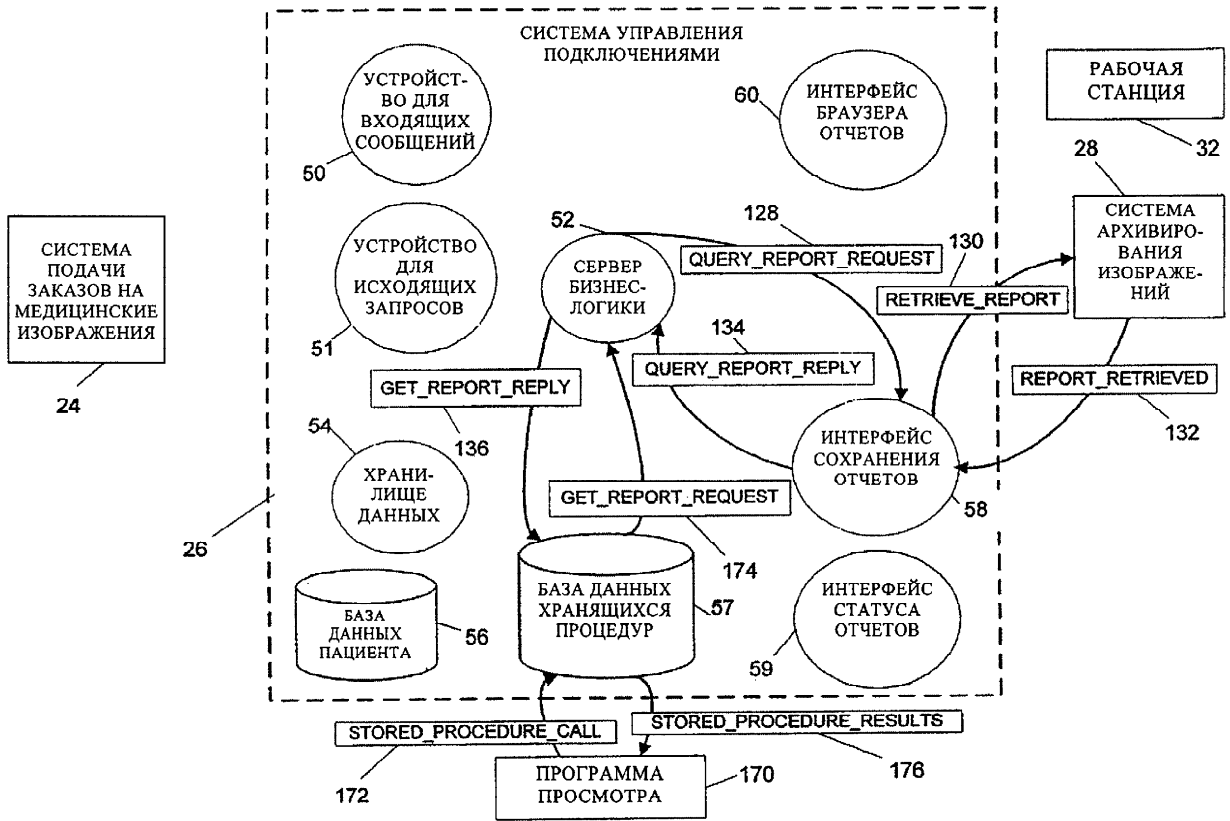 СИСТЕМА УПРАВЛЕНИЯ
ПОДКЛЮЧЕНИЯМИ
УСТРОЙСТ-
ВО ДЛЯ
ВХОДЯЩИХ
СООБЩЕНИЙ
50
60
ИНТЕРФЕЙС
БРАУЗЕРА
ОТЧЕТОВ
РАБОЧАЯ
СТАНЦИЯ
32
28
СИСТЕМА
АРХИВИРО-
ВАНИЯ
ИЗОБРАЖЕ-
НИЙ
СИСТЕМА
ПОДАЧИ
ЗАКАЗОВ НА
МЕДИЦИНСКИЕ
ИЗОБРАЖЕНИЯ
24
УСТРОЙСТВО
ДЛЯ
ИСХОДЯЩИХ
ЗАПРОСОВ
51
52
СЕРВЕР
БИЗНЕС-
ЛОГИКИ
128
QUERY_REPORT_REQUEST
130
RETRIEVE_REPORT
134
QUERY_REPORT_REPLY
REPORT_RETRIEVED
132
GET_REPORT_REPLY
136
54
ХРАНИ-
ЛИЩЕ
ДАННЫХ
ИНТЕРФЕЙС
СОХРАНЕНИЯ
ОТЧЕТОВ
58
GET_REPORT_REQUEST
174
26
БАЗА
ДАННЫХ
ПАЦИЕНТА
56
БАЗА ДАННЫХ
ХРАНЯЩИХСЯ
ПРОЦЕДУР
57
ИНТЕРФЕЙС
СТАТУСА
ОТЧЕТОВ
59
STORED_PROCEDURE_CALL
172
STORED_PROCEDURE_RESULTS
176
ПРОГРАММА
ПРОСМОТРА
170